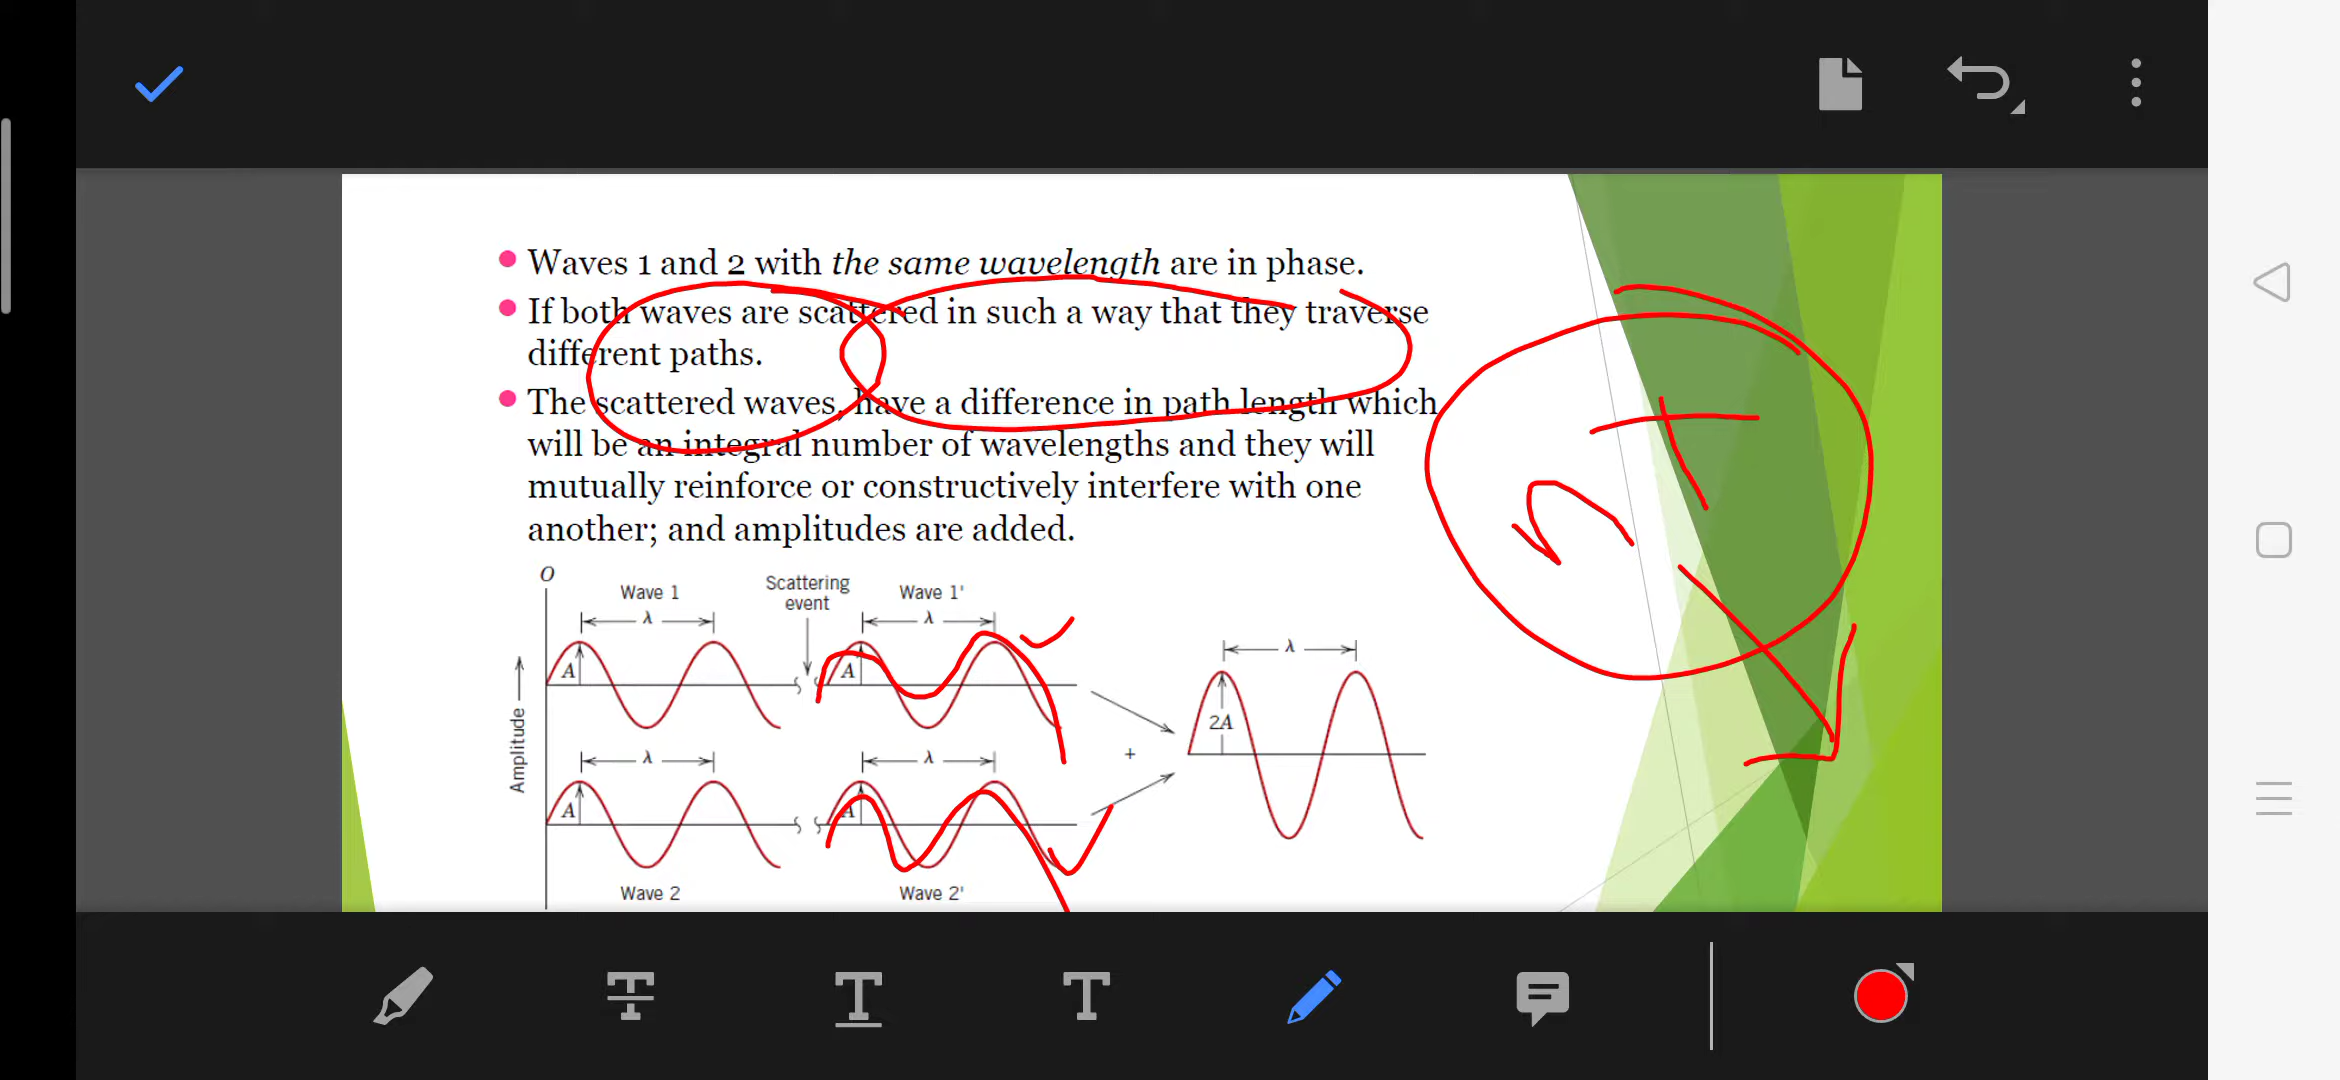 Waves 1 and 2 with the same wavelength are in phase.
If both waves are scattered in such a way that they traverse
different paths.
The scattered waves, have a difference in path length which
will be an integral number of wavelengths and they will
mutually reinforce or constructively interfere with one
another; and amplitudes are added.
O
Wave 1
Scattering
event
Wave 1'
λ
λ
λ
A
A
2A
+
Amplitude
λ
λ
A
A
Wave 2
Wave 2'